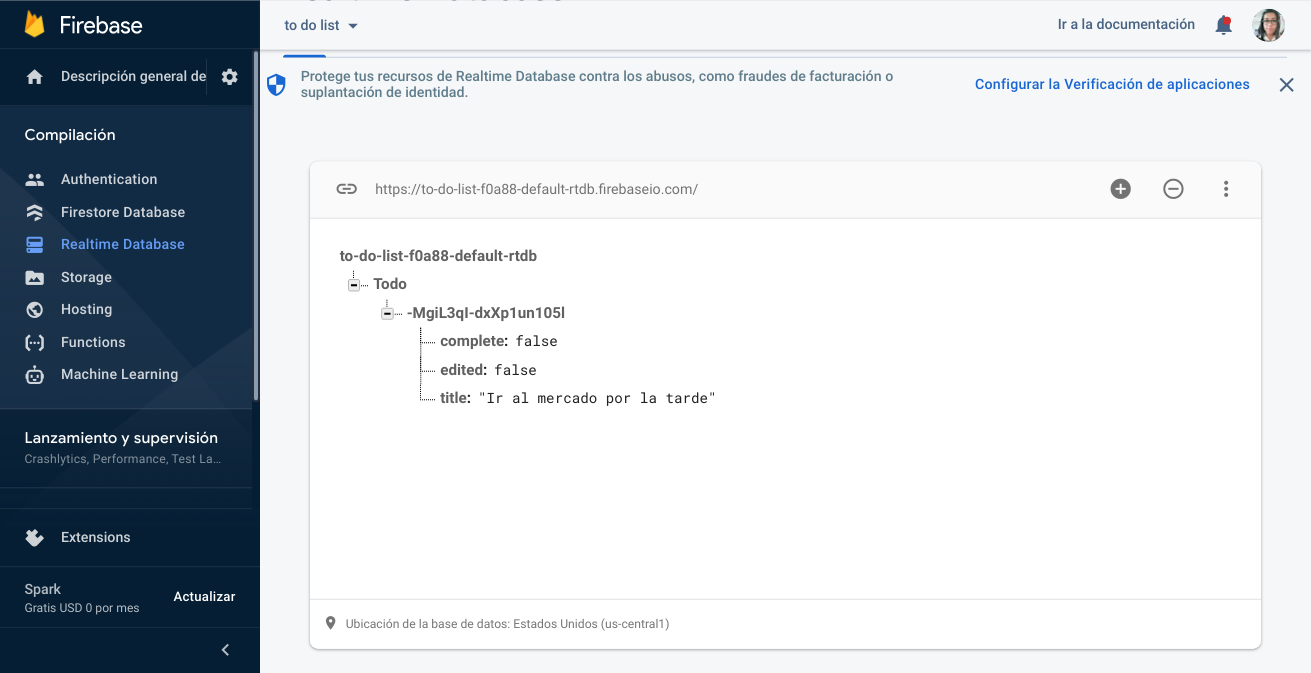 Firebase
to do list
Ir a la documentación
Descripción general de
Protege tus recursos de Realtime Database contra los abusos, como fraudes de facturación o
suplantación de identidad.
Configurar la Verificación de aplicaciones
Compilación
Authentication
Firestore Database
Realtime Database
Storage
Hosting
Functions
Machine Learning
Lanzamiento y supervisión
Crashlytics, Performance, Test La...
Extensions
Spark
Gratis USD 0 por mes
Actualizar
https://to-do-list-f0a88-default-rtdb.firebaseio.com/
to-do-list-f0a88-default-rtdb
Todo
-MgiL3qI-dxXp1un105l
complete: false
edited: false
title: "Ir al mercado por la tarde"
Ubicación de la base de datos: Estados Unidos (us-central1)